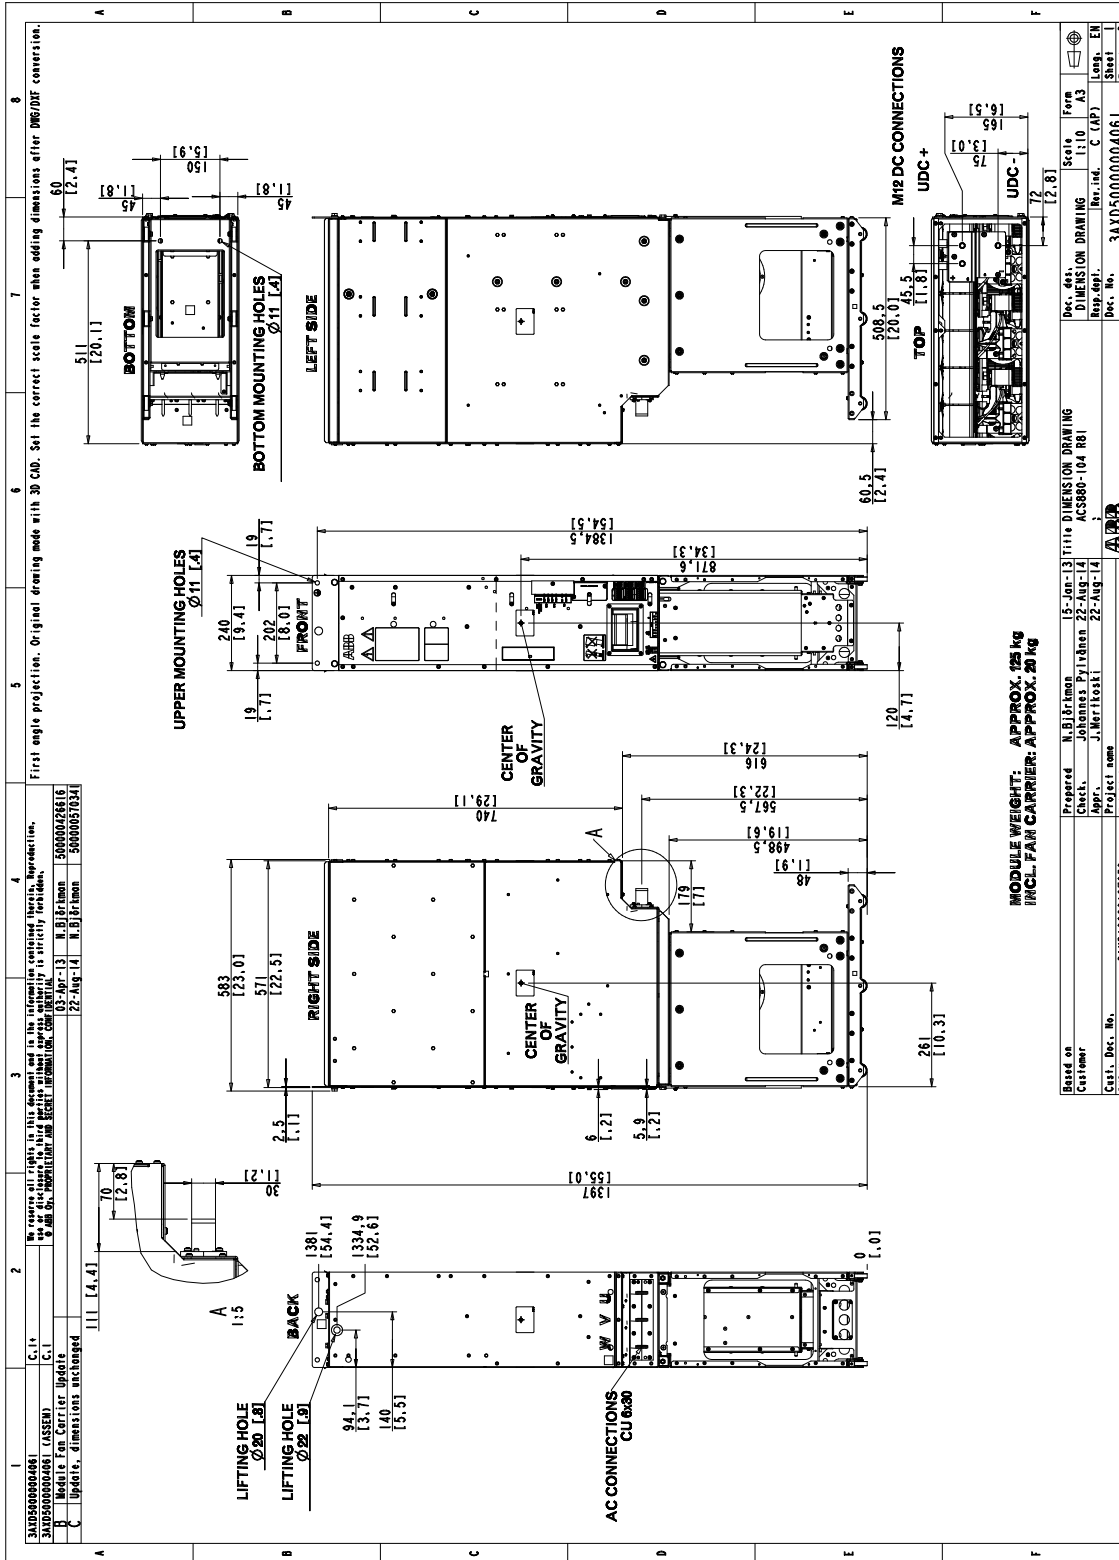 1
2
3
4
5
6
7
8
A
B
C
D
E
F
3AXD50000004061
C.1+
3AXD50000004061 (ASSEM)
C.1
B
Module Fan Carrier Update
03-Apr-13
N.Björkman
500000426616
C
Update, dimensions unchanged
22-Aug-14
N.Björkman
500000570341
We reserve all rights in this document and in the information contained therein. Reproduction,
use or disclosure to third parties without express authority is strictly forbidden.
© ABB Oy. PROPRIETARY AND SECRET INFORMATION. CONFIDENTIAL
First angle projection. Original drawing mode with 3D CAD. Set the correct scale factor when adding dimensions after DWG/DXF conversion.
111 [4.4]
70
[2.8]
30
[1.2]
A
1:5
BACK
LIFTING HOLE
Ø20 [.8]
LIFTING HOLE
Ø22 [.9]
1381
[54.4]
1334,9
[52.6]
94,1
[3.7]
140
[5.5]
W V U
AC CONNECTIONS
CU 6x30
0
[.0]
1397
[55.0]
RIGHT SIDE
583
[23.0]
571
[22.5]
2,5
[.1]
6
[.2]
5,9
[.2]
CENTER
OF
GRAVITY
261
[10.3]
740
[29.1]
A
179
[7]
616
[24.3]
567,5
[22.3]
498,5
[19.6]
48
[1.9]
FRONT
UPPER MOUNTING HOLES
Ø11 [.4]
240
[9.4]
202
[8.0]
19
[.7]
19
[.7]
ABB
CENTER
OF
GRAVITY
1384,5
[54.5]
871,6
[34.3]
120
[4.7]
BOTTOM
511
[20.1]
60
[2.4]
45
[1.8]
150
[5.9]
45
[1.8]
BOTTOM MOUNTING HOLES
Ø11 [.4]
LEFT SIDE
60,5
[2.4]
508,5
[20.0]
TOP
45,5
[1.8]
M12 DC CONNECTIONS
UDC +
UDC -
72
[2.8]
75
[3.0]
165
[6.5]
MODULE WEIGHT: APPROX. 125 kg
INCL. FAN CARRIER: APPROX. 20 kg
Based on
Customer
Cust. Doc. No.
Prepared
N.Björkman
15-Jan-13
Check.
Johannes Pylvänen
22-Aug-14
Appr.
J.Merikoski
22-Aug-14
Project name
Title DIMENSION DRAWING
ACS880-104 R8I
;
ABB
Doc. des.
DIMENSION DRAWING
Resp.dept.
Doc. No.
3AXD50000004061
Scale
1:10
Form
A3
Rev.ind.
C (AP)
Lang.
EN
Sheet
1